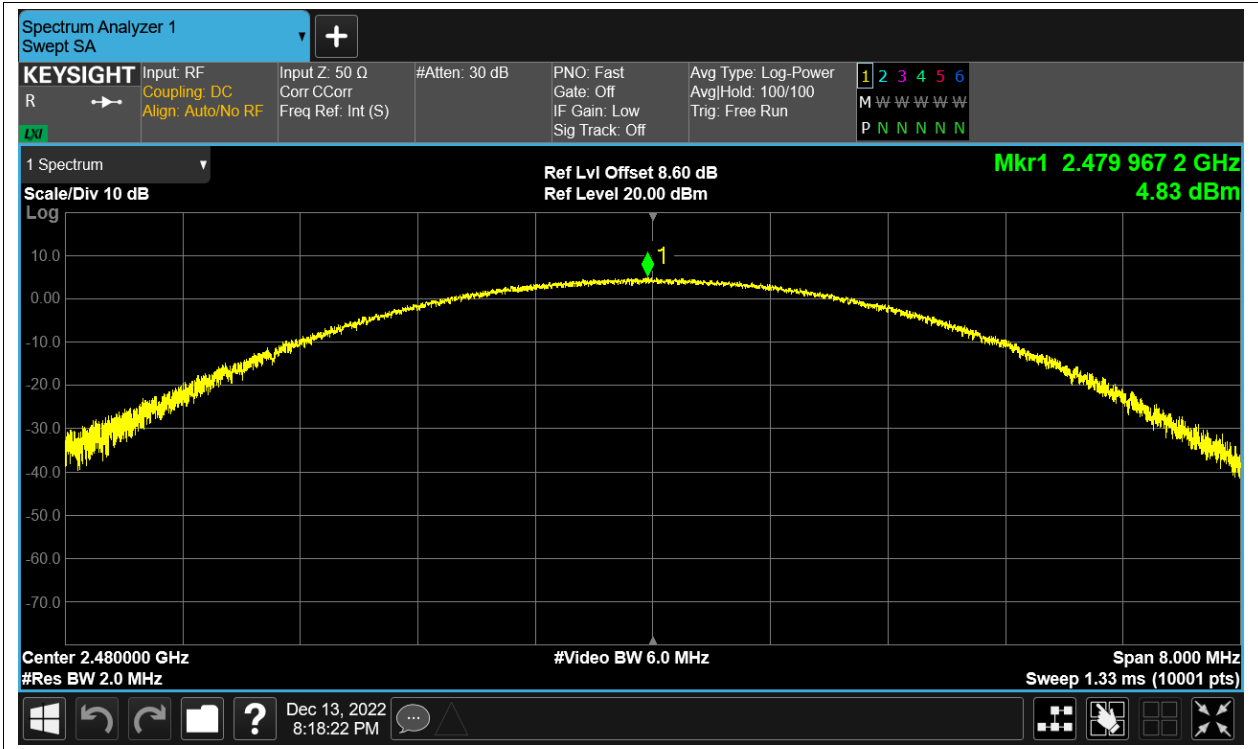 Spectrum Analyzer 1
Swept SA
KEYSIGHT
R
LXI
Input: RF
Coupling: DC
Align: Auto/No RF
Input Z: 50 Ω
Corr CCorr
Freq Ref: Int (S)
#Atten: 30 dB
PNO: Fast
Gate: Off
IF Gain: Low
Sig Track: Off
Avg Type: Log-Power
Avg|Hold: 100/100
Trig: Free Run
1 2 3 4 5 6
M W W W W W W
P N N N N N N
1 Spectrum
Scale/Div 10 dB
Log
Ref Lvl Offset 8.60 dB
Ref Level 20.00 dBm
Mkr1 2.479 967 2 GHz
4.83 dBm
1
10.0
0.00
-10.0
-20.0
-30.0
-40.0
-50.0
-60.0
-70.0
Center 2.480000 GHz
#Res BW 2.0 MHz
#Video BW 6.0 MHz
Span 8.000 MHz
Sweep 1.33 ms (10001 pts)
?
Dec 13, 2022
8:18:22 PM